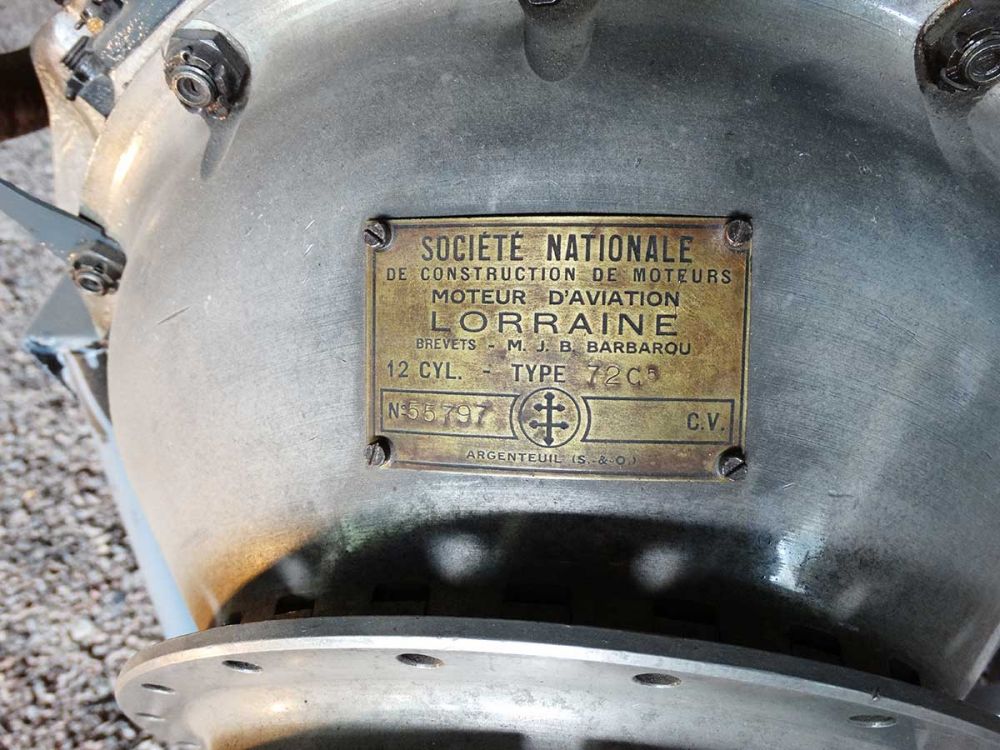 SOCIÉTÉ NATIONALE
DE CONSTRUCTION DE MOTEURS
MOTEUR D'AVIATION
LORRAINE
BREVETS - M. J. B. BARBAROU
12 CYL. - TYPE 72C5
N° 55797 C.V.
ARGENTEUIL (S.-&-O.)